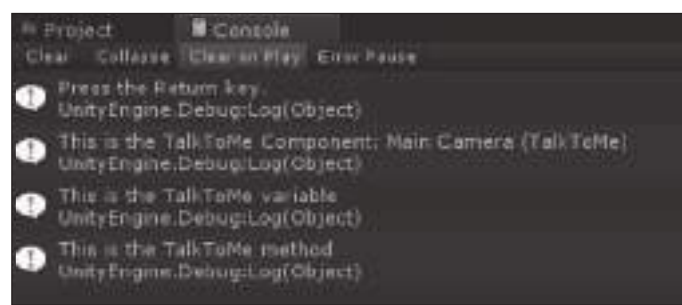 Project Console
Clear Collapse Clear on Play Error Pause
Press the Return key.
UnityEngine.Debug:Log(Object)
This is the TalkToMe Component: Main Camera (TalkToMe)
UnityEngine.Debug:Log(Object)
This is the TalkToMe variable
UnityEngine.Debug:Log(Object)
This is the TalkToMe method
UnityEngine.Debug:Log(Object)